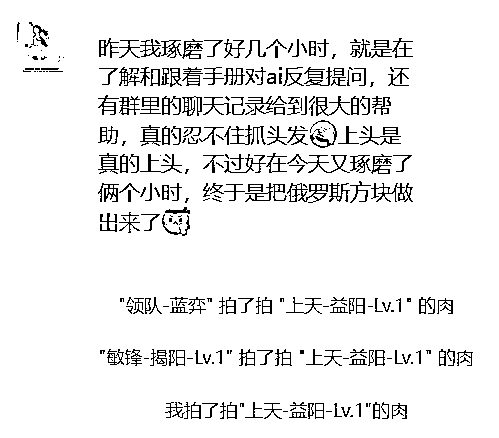 昨天我琢磨了好几个小时，就是在
了解和跟着手册对ai反复提问，还
有群里的聊天记录给到很大的帮
助，真的忍不住抓头发上头是
真的上头，不过好在今天又琢磨了
俩个小时，终于是把俄罗斯方块做
出来了
"领队-蓝弈" 拍了拍 "上天-益阳-Lv.1" 的肉
"敏锋-揭阳-Lv.1" 拍了拍 "上天-益阳-Lv.1" 的肉
我拍了拍"上天-益阳-Lv.1"的肉